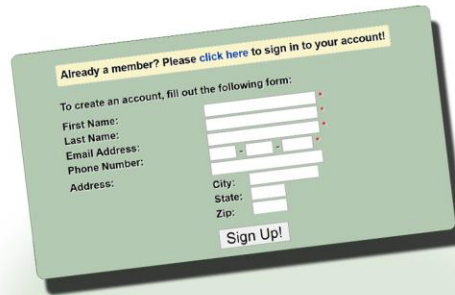 Already a member? Please click here to sign in to your account!
To create an account, fill out the following form:
First Name: *
Last Name: *
Email Address: *
Phone Number: - - *
Address:
City:
State:
Zip:
Sign Up!